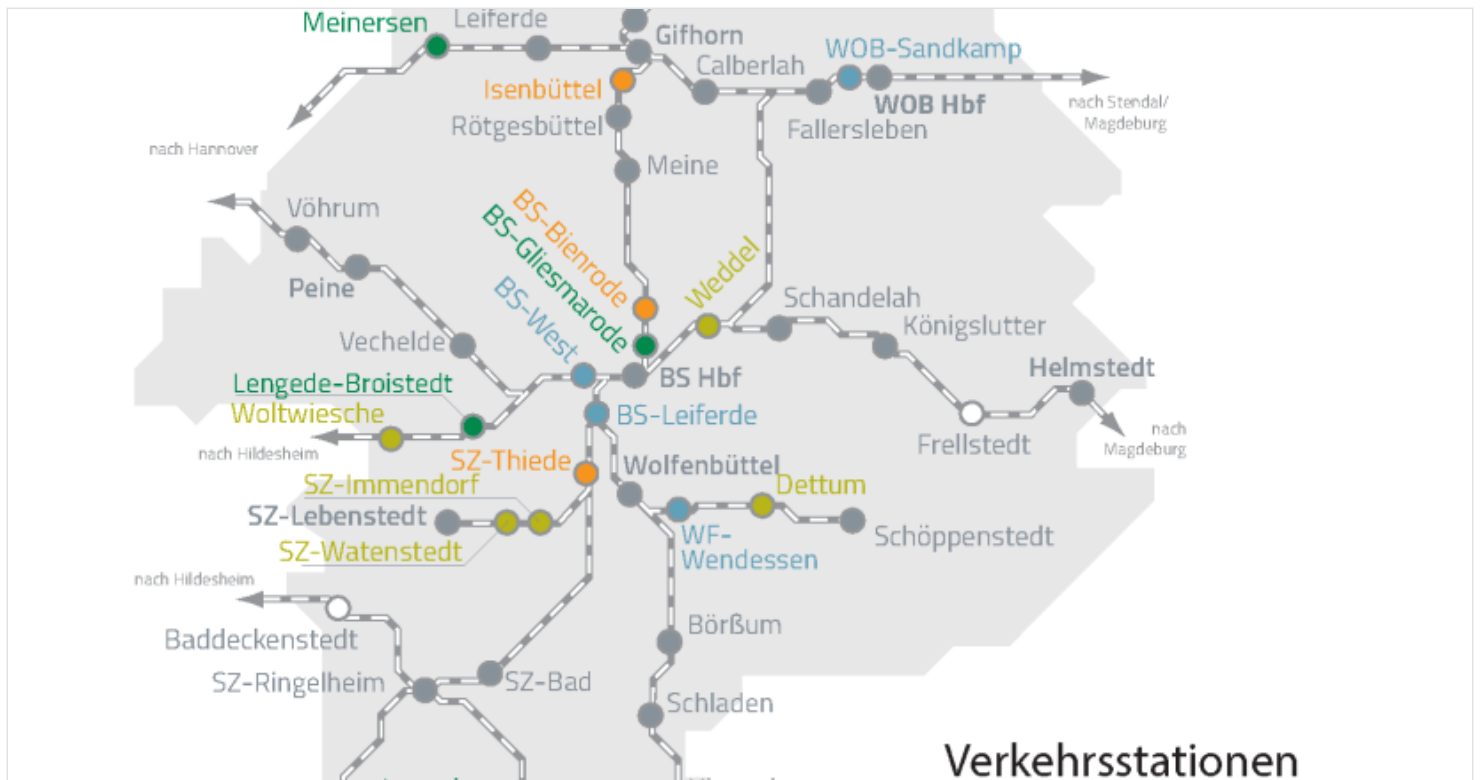 Meinersen
Leiferde
Gifhorn
WOB-Sandkamp
Calberlah
Isenbüttel
WOB Hbf
nach Stendal/
Magdeburg
Rötgesbüttel
Fallersleben
nach Hannover
Meine
Vöhrum
BS-Bienrode
BS-Gliesmarode
Weddel
Peine
BS-West
Schandelah
Königslutter
Vechelde
Helmstedt
Lengede-Broistedt
BS Hbf
Woltwiesche
BS-Leiferde
nach Hildesheim
Frellstedt
nach
Magdeburg
SZ-Thiede
Wolfenbüttel
SZ-Immendorf
Dettum
SZ-Lebenstedt
SZ-Watenstedt
WF-
Wendessen
Schöppenstedt
nach Hildesheim
Baddeckenstedt
Börßum
SZ-Ringelheim
SZ-Bad
Schladen
Verkehrsstationen